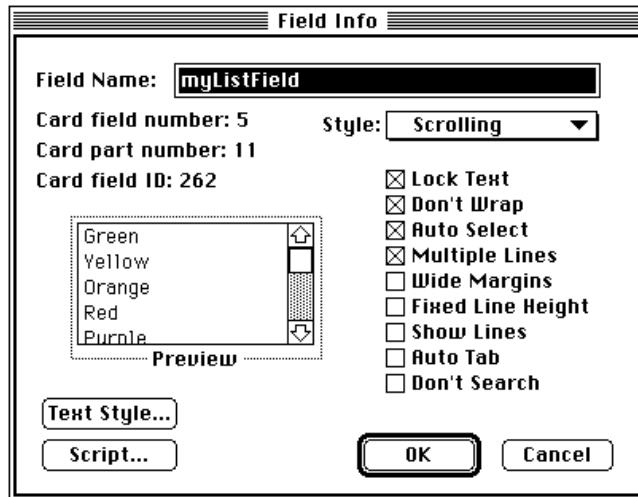 Field Info
Field Name: myListField
Card field number: 5
Style: Scrolling
Card part number: 11
Card field ID: 262
Lock Text
Don't Wrap
Auto Select
Multiple Lines
Wide Margins
Fixed Line Height
Show Lines
Auto Tab
Don't Search
Green
Yellow
Orange
Red
Purple
Preview
Text Style...
Script...
OK
Cancel